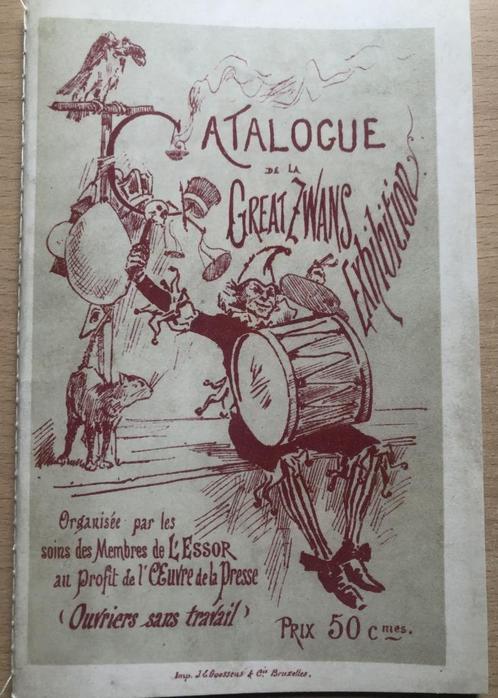 CATALOGUE
DE LA
GREAT ZWANS
Exhibition
Organisée par les
soins des Membres de L'ESSOR
au profit de l'Œuvre de la Presse
(Ouvriers sans travail)
PRIX 50 cmes.
Imp. J. E. Goossens & Cie Bruxelles.